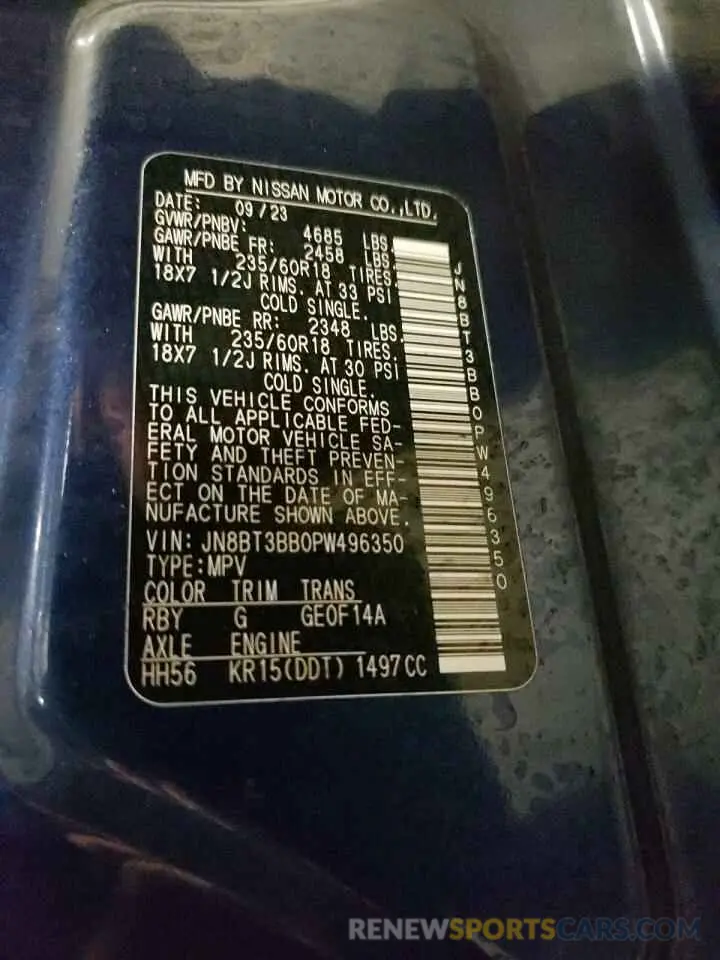 MFD BY NISSAN MOTOR CO.,LTD.
DATE: 09/23
GVWR/PNBV: 4685 LBS.
GAWR/PNBE FR: 2458 LBS.
WITH 235/60R18 TIRES.
18X7 1/2J RIMS. AT 33 PSI
COLD SINGLE.
GAWR/PNBE RR: 2348 LBS.
WITH 235/60R18 TIRES.
18X7 1/2J RIMS. AT 30 PSI
COLD SINGLE.
THIS VEHICLE CONFORMS
TO ALL APPLICABLE FED-
ERAL MOTOR VEHICLE SA-
FETY AND THEFT PREVEN-
TION STANDARDS IN EFF-
ECT ON THE DATE OF MA-
NUFACTURE SHOWN ABOVE.
VIN: JN8BT3BB0PW496350
TYPE:MPV
COLOR TRIM TRANS
RBY G GE0F14A
AXLE ENGINE
HH56 KR15(DDT) 1497CC
JN8BT3BB0PW496350
RENEWSPORTSCARS.COM